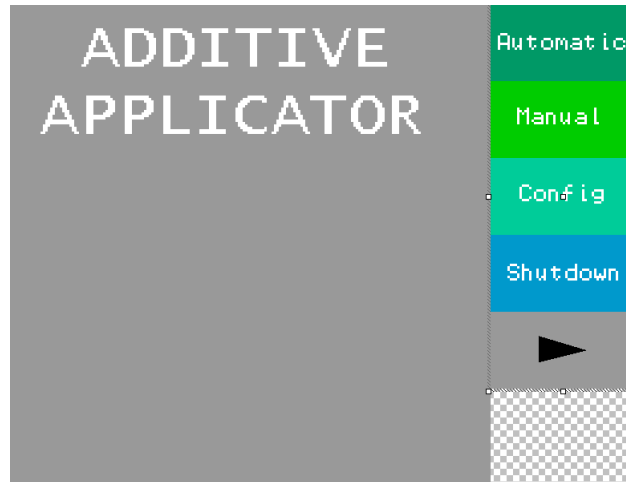 ADDITIVE
APPLICATOR
Automatic
Manual
Config
Shutdown